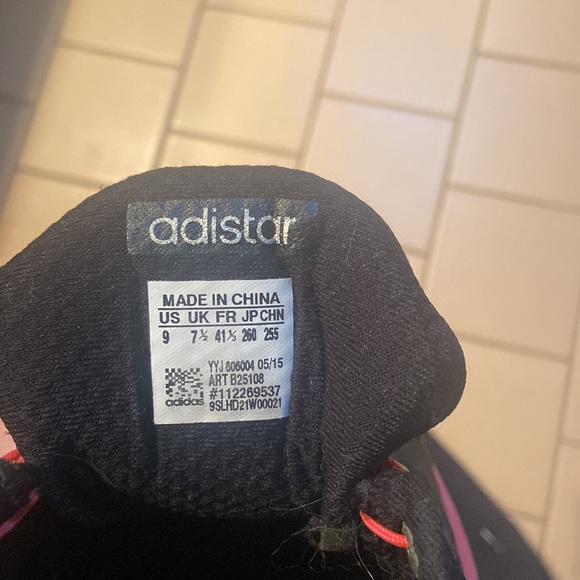 adistar
MADE IN CHINA
US UK FR JP CHN
9 7½ 41⅓ 260 255
YYJ 606004 05/15
ART B25108
#112269537
9SLHD21W00021
adidas